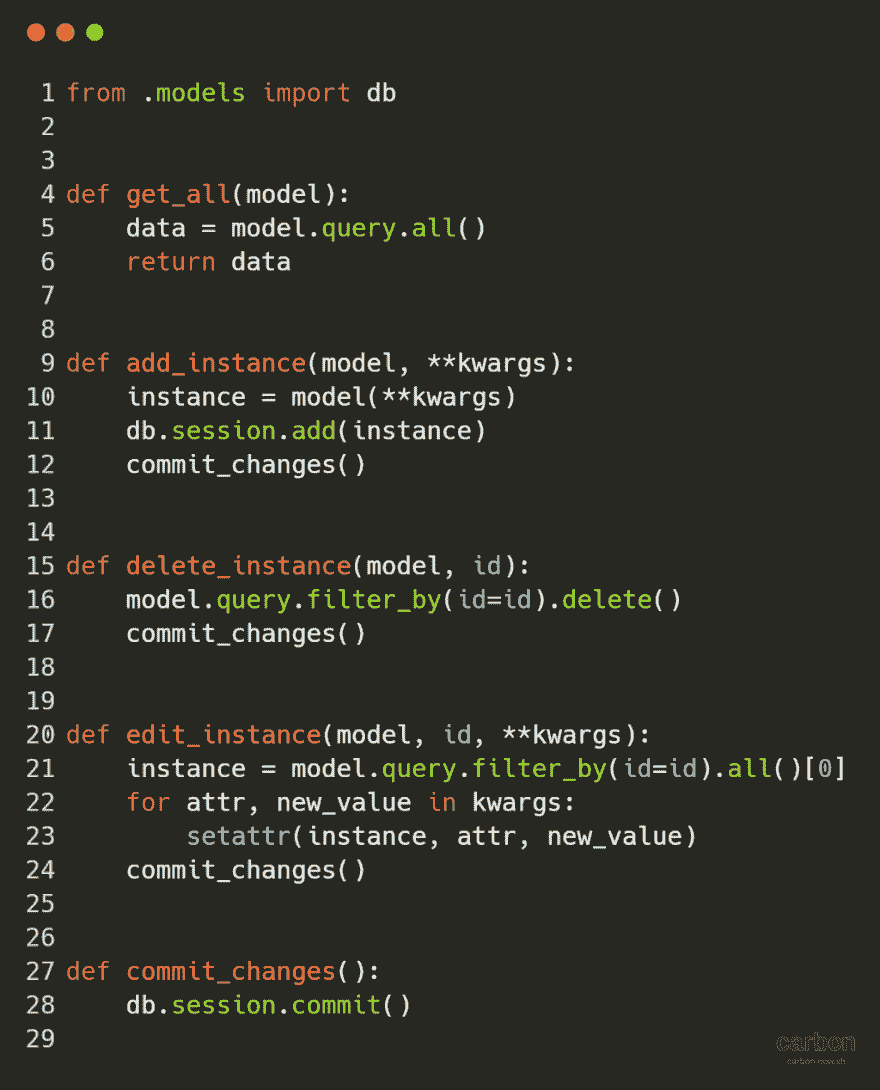 1 from .models import db
2
3
4 def get_all(model):
5     data = model.query.all()
6     return data
7
8
9 def add_instance(model, **kwargs):
10     instance = model(**kwargs)
11     db.session.add(instance)
12     commit_changes()
13
14
15 def delete_instance(model, id):
16     model.query.filter_by(id=id).delete()
17     commit_changes()
18
19
20 def edit_instance(model, id, **kwargs):
21     instance = model.query.filter_by(id=id).all()[0]
22     for attr, new_value in kwargs:
23         setattr(instance, attr, new_value)
24     commit_changes()
25
26
27 def commit_changes():
28     db.session.commit()
29
carbon
carbon.now.sh